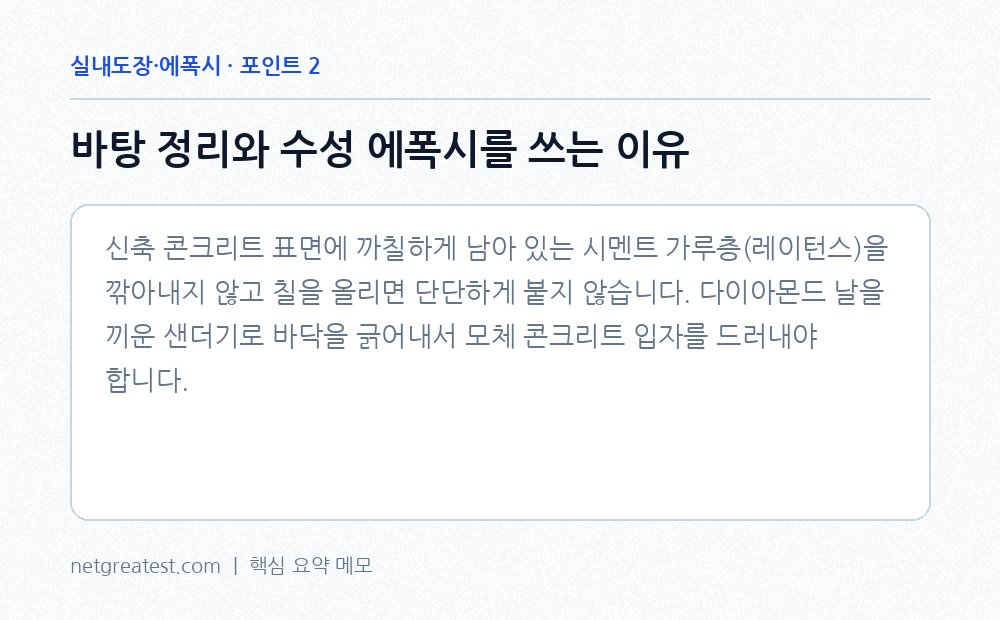 실내도장·에폭시 · 포인트 2
바탕 정리와 수성 에폭시를 쓰는 이유
신축 콘크리트 표면에 까칠하게 남아 있는 시멘트 가루층(레이턴스)을
깎아내지 않고 칠을 올리면 단단하게 붙지 않습니다. 다이아몬드 날을
끼운 샌더기로 바닥을 긁어내서 모체 콘크리트 입자를 드러내야
합니다.
netgreatest.com | 핵심 요약 메모